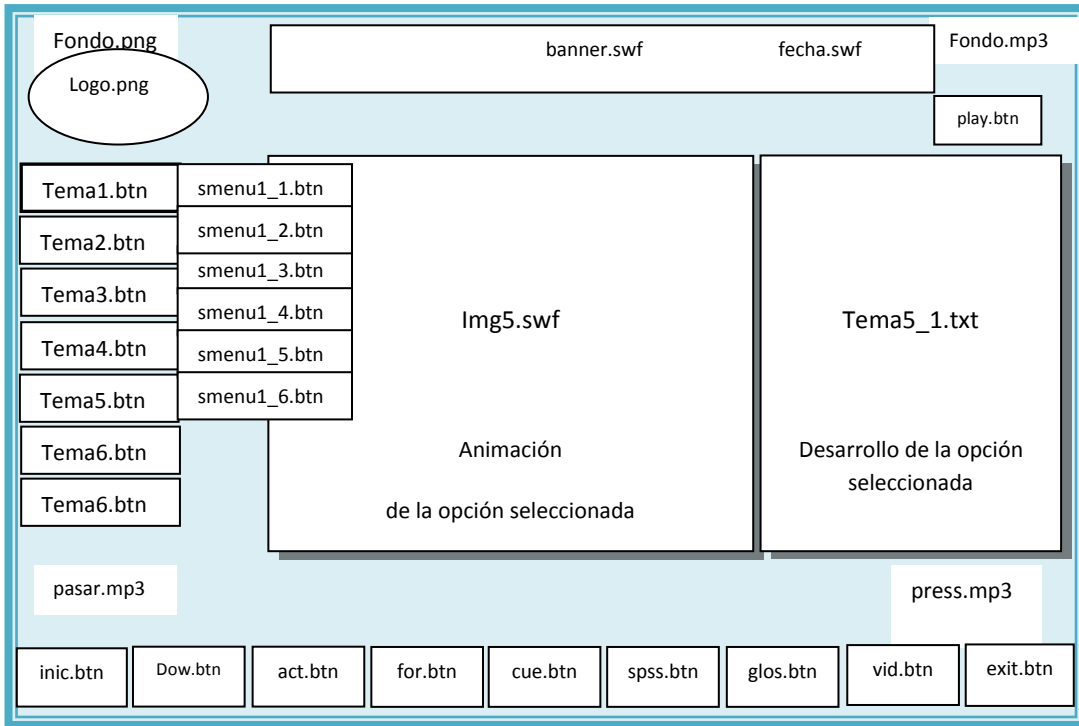 Fondo.png
Logo.png
banner.swf
fecha.swf
Fondo.mp3
play.btn
Tema1.btn
Tema2.btn
Tema3.btn
Tema4.btn
Tema5.btn
Tema6.btn
Tema6.btn
smenu1_1.btn
smenu1_2.btn
smenu1_3.btn
smenu1_4.btn
smenu1_5.btn
smenu1_6.btn
Img5.swf
Animación
de la opción seleccionada
Tema5_1.txt
Desarrollo de la opción
seleccionada
pasar.mp3
press.mp3
inic.btn
Dow.btn
act.btn
for.btn
cue.btn
spss.btn
glos.btn
vid.btn
exit.btn